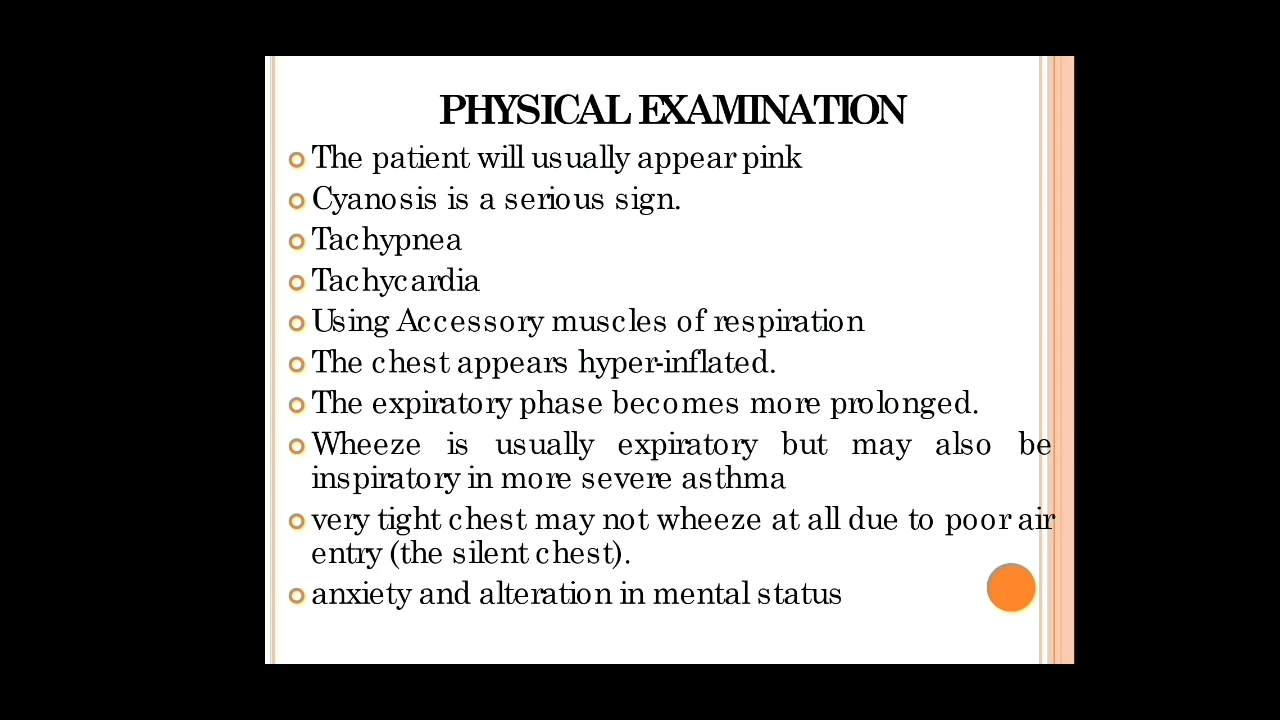 PHYSICAL EXAMINATION
The patient will usually appear pink
Cyanosis is a serious sign.
Tachypnea
Tachycardia
Using Accessory muscles of respiration
The chest appears hyper-inflated.
The expiratory phase becomes more prolonged.
Wheeze is usually expiratory but may also be
inspiratory in more severe asthma
very tight chest may not wheeze at all due to poor air
entry (the silent chest).
anxiety and alteration in mental status